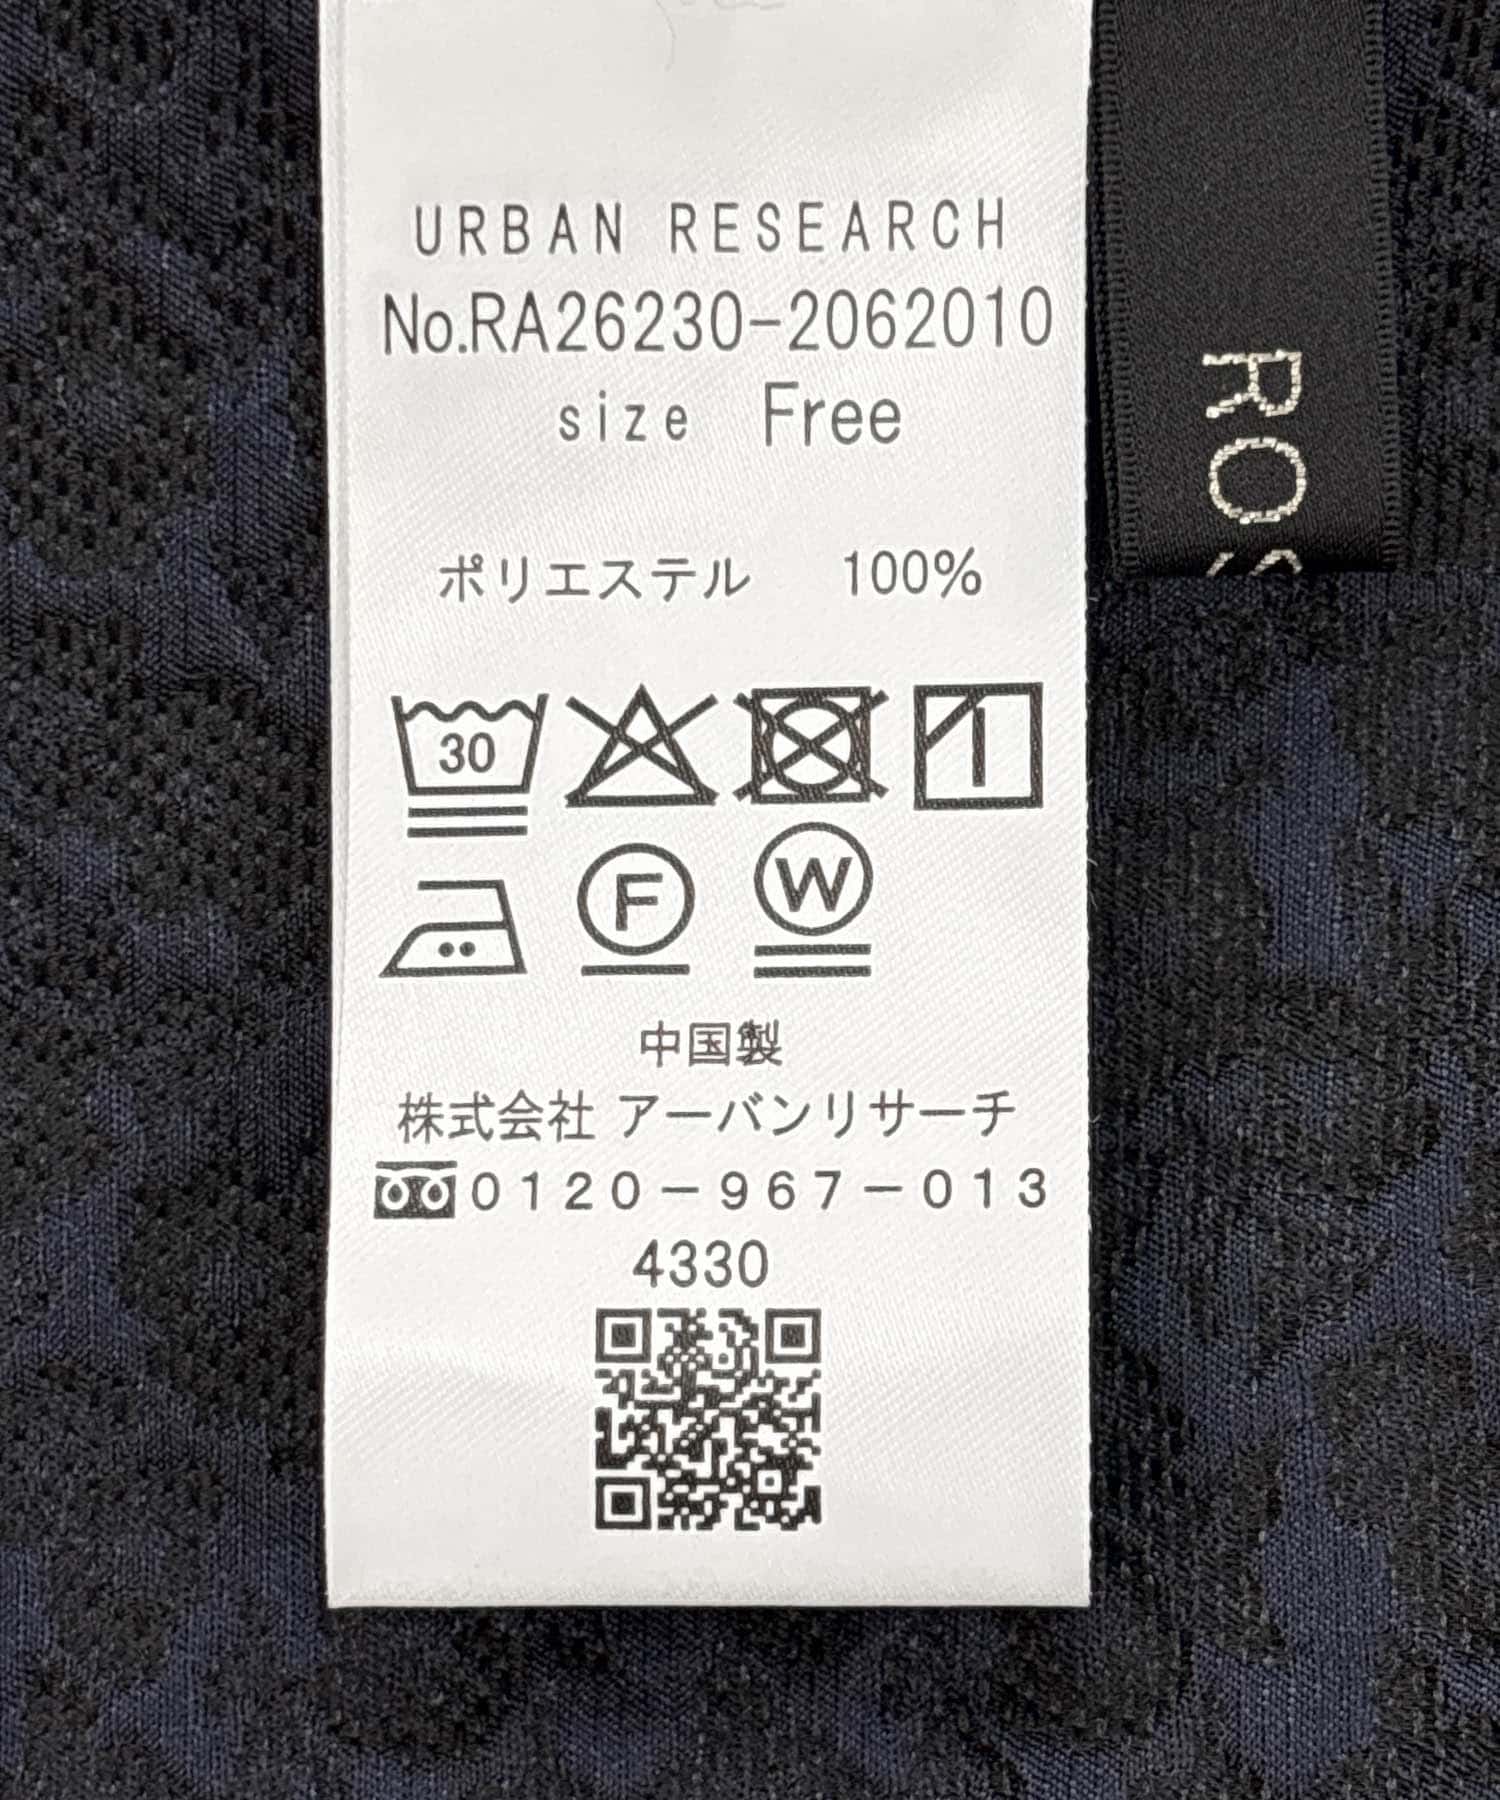 URBAN RESEARCH
No.RA26230-2062010
size Free
ポリエステル 100%
30
F
W
中国製
株式会社 アーバンリサーチ
0120-967-013
4330
RO